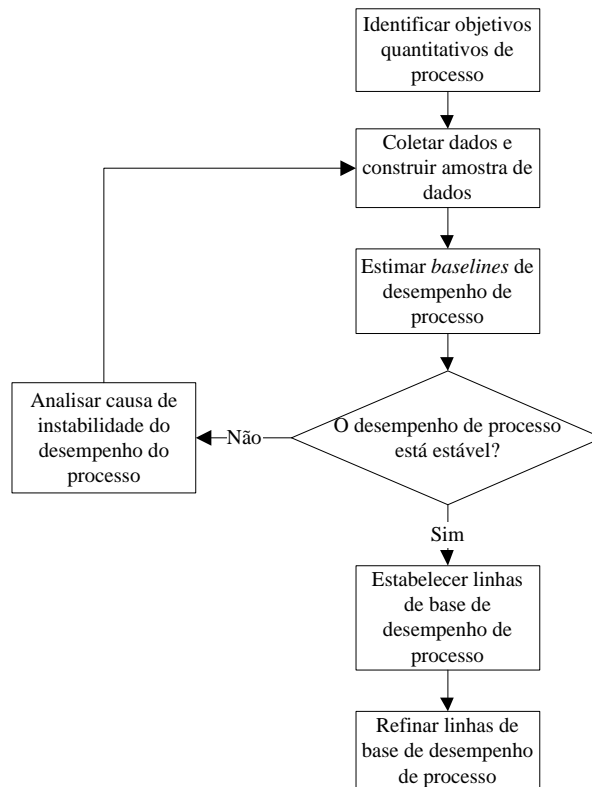 Identificar objetivos
quantitativos de
processo
Coletar dados e
construir amostra de
dados
Estimar baselines de
desempenho de
processo
O desempenho de processo
está estável?
Não
Analisar causa de
instabilidade do
desempenho do
processo
Sim
Estabelecer linhas
de base de
desempenho de
processo
Refinar linhas de
base de desempenho
de processo